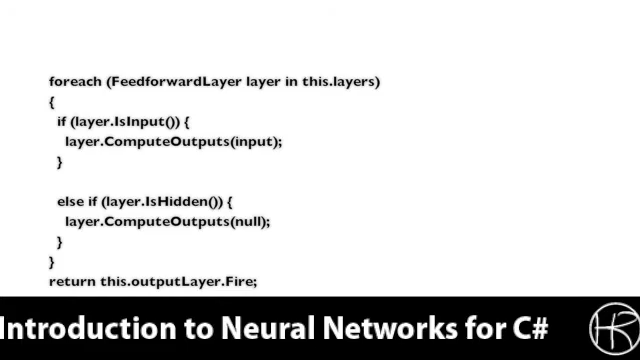 foreach (FeedforwardLayer layer in this.layers)
{
if (layer.IsInput()) {
layer.ComputeOutputs(input);
}
else if (layer.IsHidden()) {
layer.ComputeOutputs(null);
}
}
return this.outputLayer.Fire;
Introduction to Neural Networks for C#
HR